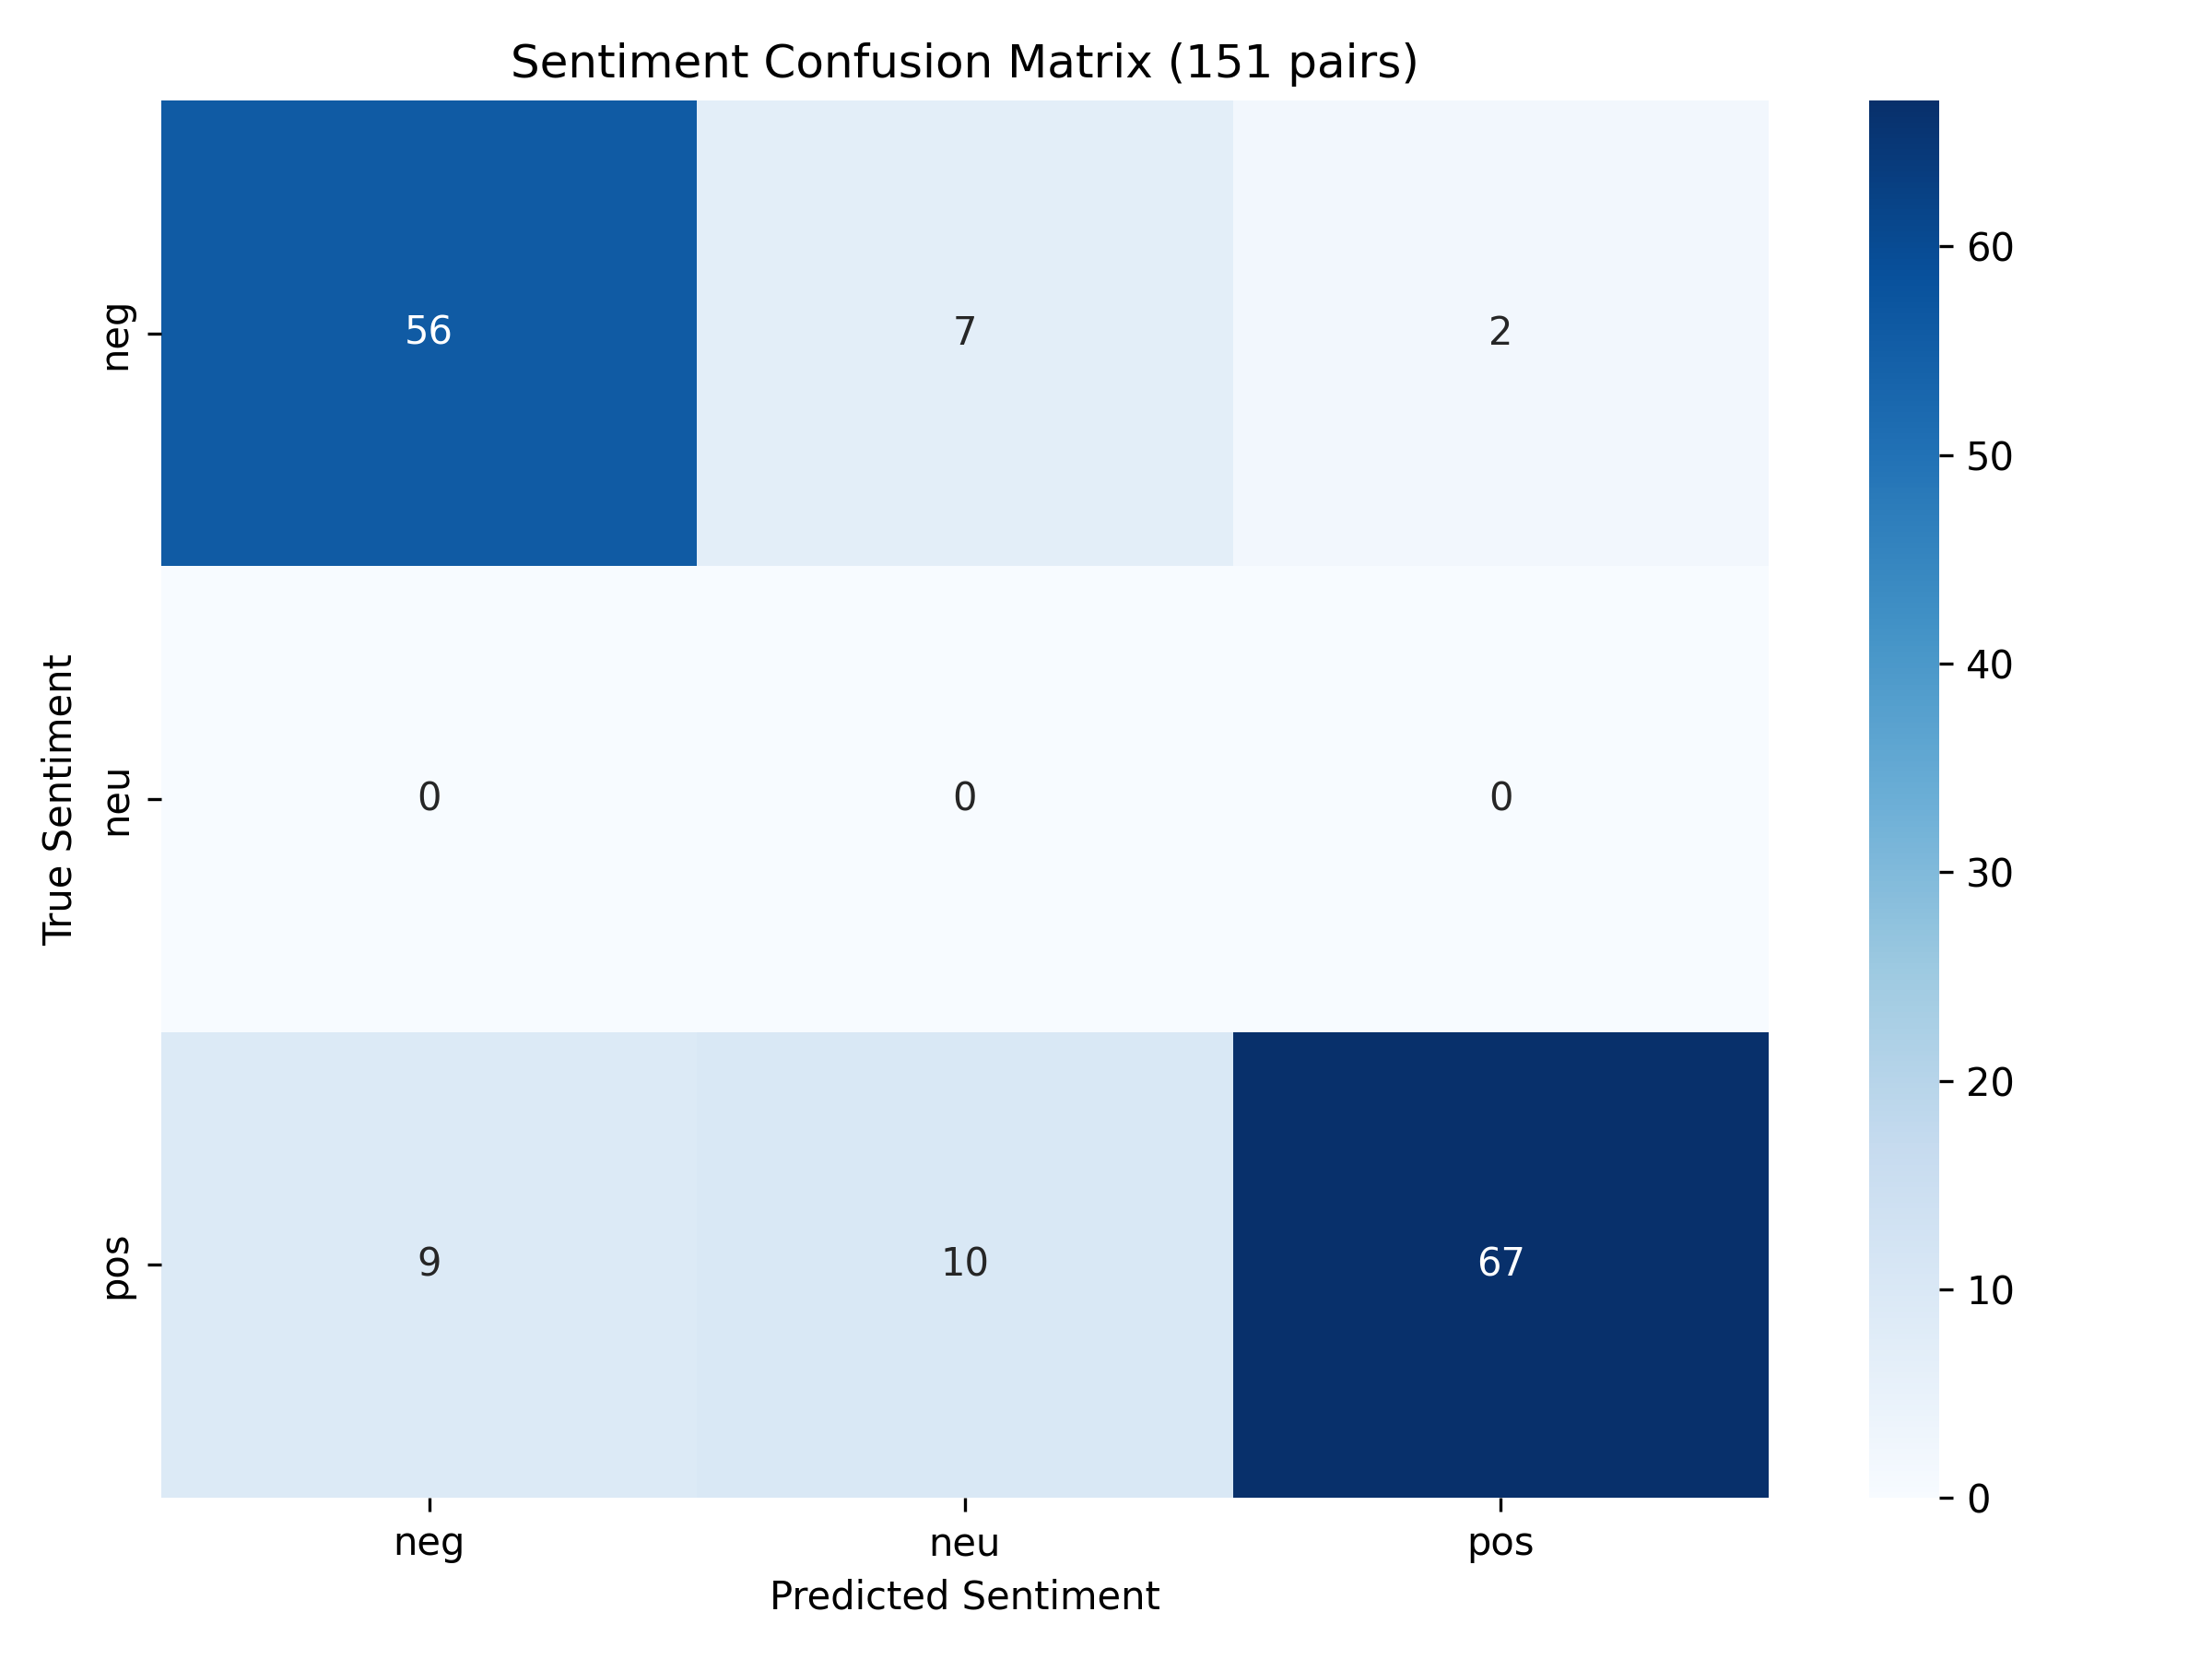 Sentiment Confusion Matrix (151 pairs)
True Sentiment
neg
56
7
2
neu
0
0
0
pos
9
10
67
neg
neu
pos
Predicted Sentiment
60
50
40
30
20
10
0